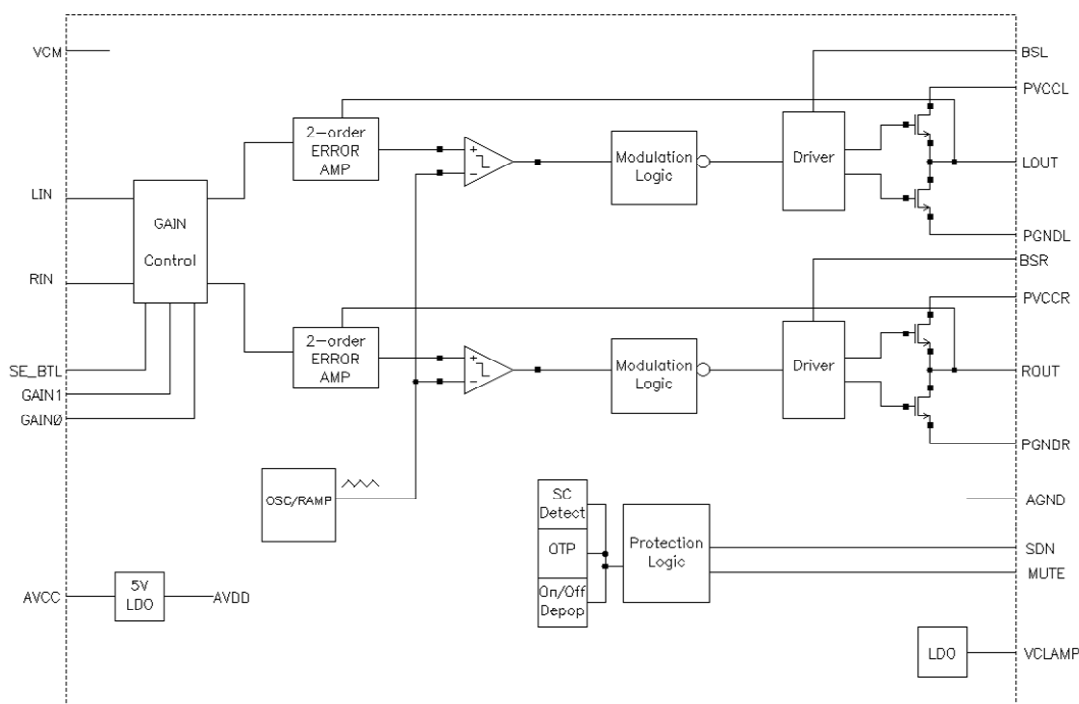 VCM
BSL
PVCCL
2-order
ERROR
AMP
+
-
Modulation
Logic
Driver
LOUT
LIN
GAIN
Control
PGNDL
RIN
BSR
PVCCR
2-order
ERROR
AMP
+
-
Modulation
Logic
Driver
ROUT
SE_BTL
GAIN1
GAIN0
PGNDR
OSC/RAMP
SC
Detect
AGND
OTP
Protection
Logic
SDN
MUTE
On/Off
Depop
AVCC
5V
LDO
AVDD
LDO
VCLAMP